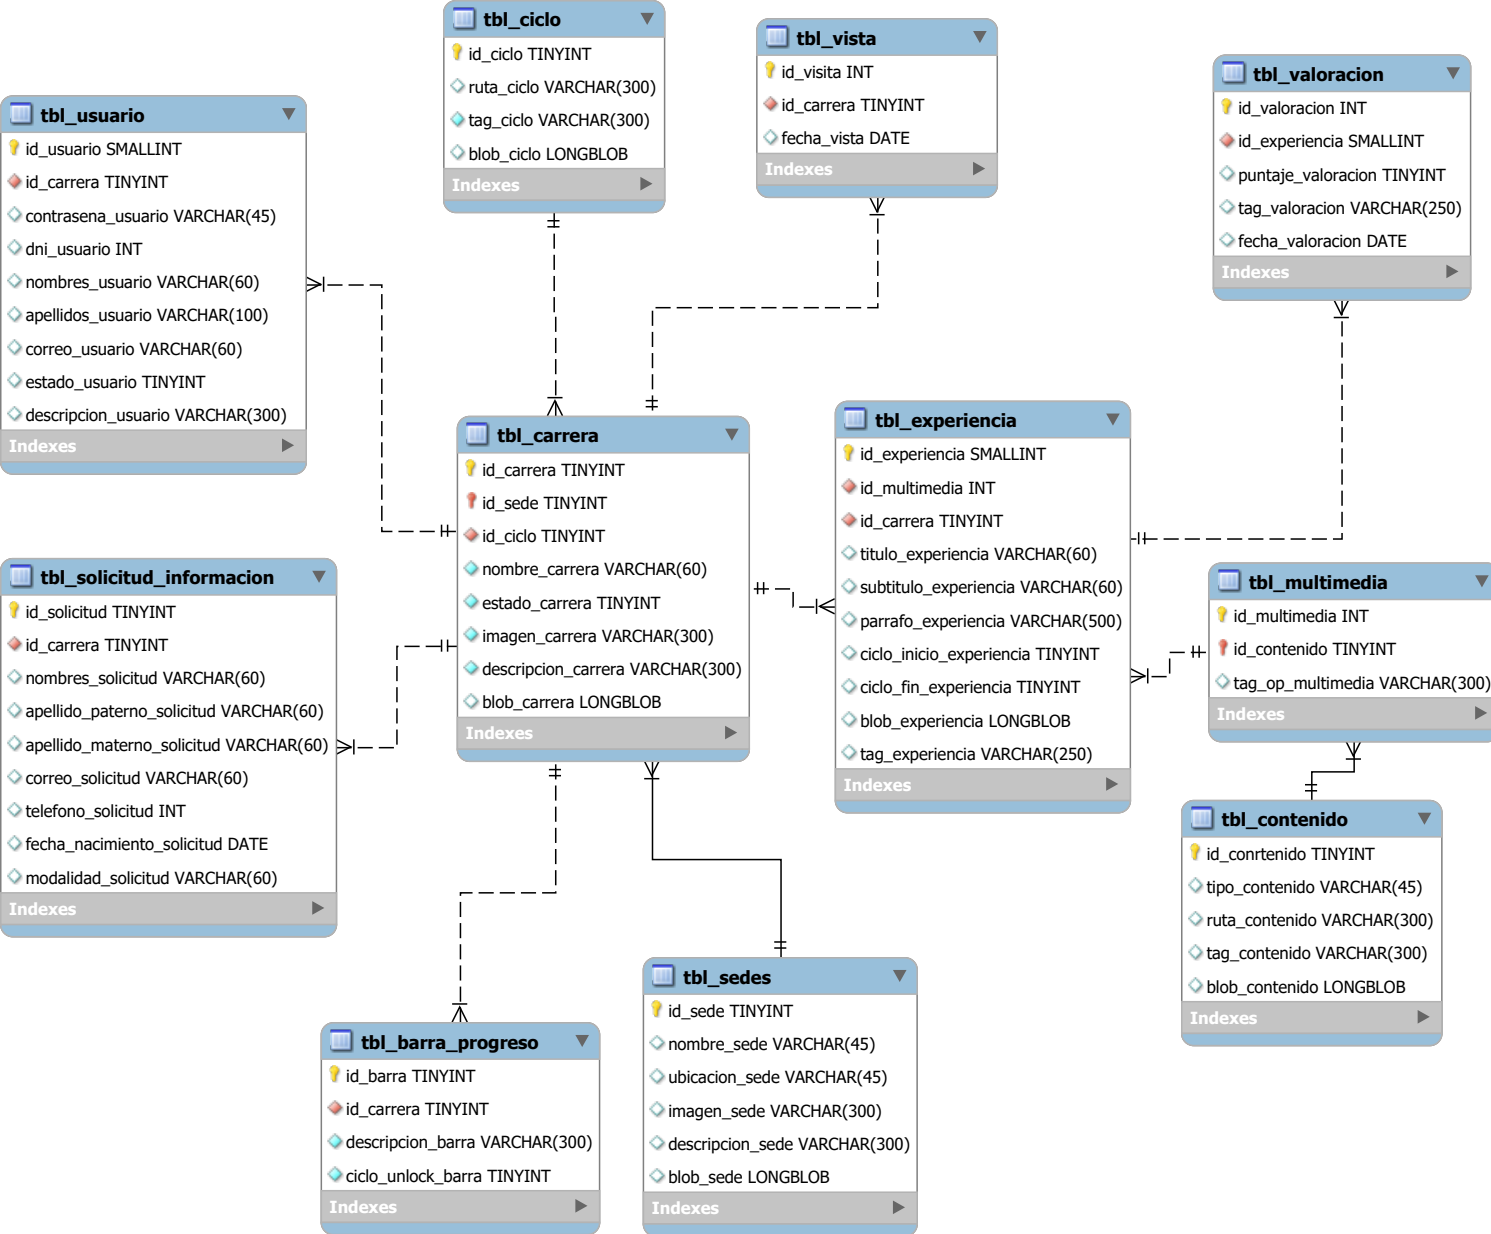 tbl_ciclo
id_ciclo TINYINT
ruta_ciclo VARCHAR(300)
tag_ciclo VARCHAR(300)
blob_ciclo LONGBLOB
Indexes
tbl_vista
id_visita INT
id_carrera TINYINT
fecha_vista DATE
Indexes
tbl_valoracion
id_valoracion INT
id_experiencia SMALLINT
puntaje_valoracion TINYINT
tag_valoracion VARCHAR(250)
fecha_valoracion DATE
Indexes
tbl_usuario
id_usuario SMALLINT
id_carrera TINYINT
contrasena_usuario VARCHAR(45)
dni_usuario INT
nombres_usuario VARCHAR(60)
apellidos_usuario VARCHAR(100)
correo_usuario VARCHAR(60)
estado_usuario TINYINT
descripcion_usuario VARCHAR(300)
Indexes
tbl_carrera
id_carrera TINYINT
id_sede TINYINT
id_ciclo TINYINT
nombre_carrera VARCHAR(60)
estado_carrera TINYINT
imagen_carrera VARCHAR(300)
descripcion_carrera VARCHAR(300)
blob_carrera LONGBLOB
Indexes
tbl_experiencia
id_experiencia SMALLINT
id_multimedia INT
id_carrera TINYINT
titulo_experiencia VARCHAR(60)
subtitulo_experiencia VARCHAR(60)
parrafo_experiencia VARCHAR(500)
ciclo_inicio_experiencia TINYINT
ciclo_fin_experiencia TINYINT
blob_experiencia LONGBLOB
tag_experiencia VARCHAR(250)
Indexes
tbl_solicitud_informacion
id_solicitud TINYINT
id_carrera TINYINT
nombres_solicitud VARCHAR(60)
apellido_paterno_solicitud VARCHAR(60)
apellido_materno_solicitud VARCHAR(60)
correo_solicitud VARCHAR(60)
telefono_solicitud INT
fecha_nacimiento_solicitud DATE
modalidad_solicitud VARCHAR(60)
Indexes
tbl_multimedia
id_multimedia INT
id_contenido TINYINT
tag_op_multimedia VARCHAR(300)
Indexes
tbl_contenido
id_conrtenido TINYINT
tipo_contenido VARCHAR(45)
ruta_contenido VARCHAR(300)
tag_contenido VARCHAR(300)
blob_contenido LONGBLOB
Indexes
tbl_barra_progreso
id_barra TINYINT
id_carrera TINYINT
descripcion_barra VARCHAR(300)
ciclo_unlock_barra TINYINT
Indexes
tbl_sedes
id_sede TINYINT
nombre_sede VARCHAR(45)
ubicacion_sede VARCHAR(45)
imagen_sede VARCHAR(300)
descripcion_sede VARCHAR(300)
blob_sede LONGBLOB
Indexes